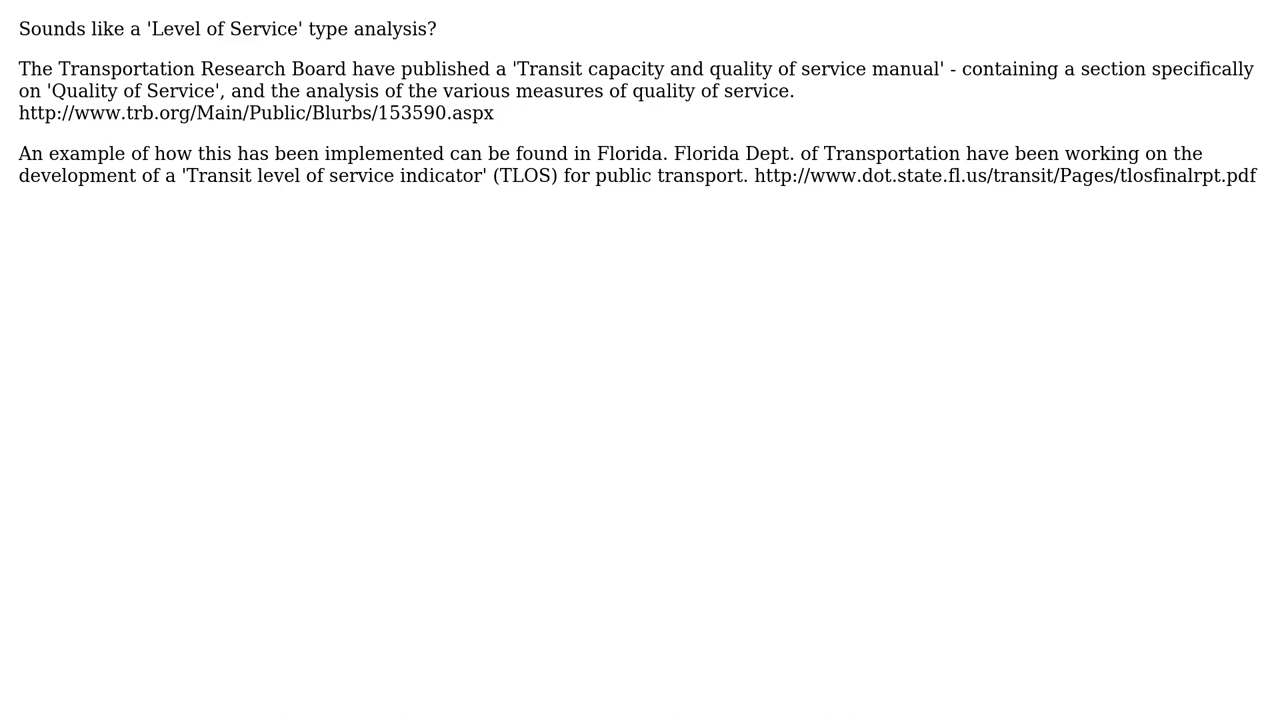 Sounds like a 'Level of Service' type analysis?
The Transportation Research Board have published a 'Transit capacity and quality of service manual' - containing a section specifically
on 'Quality of Service', and the analysis of the various measures of quality of service.
http://www.trb.org/Main/Public/Blurbs/153590.aspx
An example of how this has been implemented can be found in Florida. Florida Dept. of Transportation have been working on the
development of a 'Transit level of service indicator' (TLOS) for public transport. http://www.dot.state.fl.us/transit/Pages/tlosfinalrpt.pdf